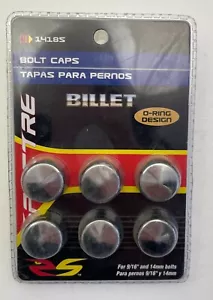 14185
BOLT CAPS
TAPAS PARA PERNOS
BILLET
O-RING
DESIGN
For 9/16" and 14mm bolts
Para pernos 9/16" y 14mm